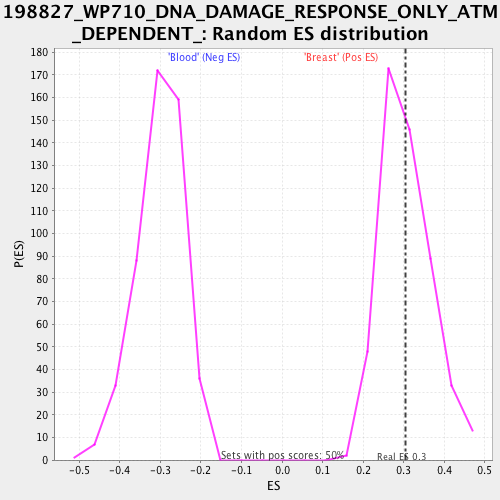 198827_WP710_DNA_DAMAGE_RESPONSE_ONLY_ATM
_DEPENDENT_: Random ES distribution
'Blood' (Neg ES) 'Breast' (Pos ES)
180
170
160
150
140
130
120
110
100
90
80
70
60
50
40
30
20
10
0
P(ES)
Sets with pos scores: 50%
Real ES 0.3
-0.5 -0.4 -0.3 -0.2 -0.1 0.0 0.1 0.2 0.3 0.4 0.5
ES